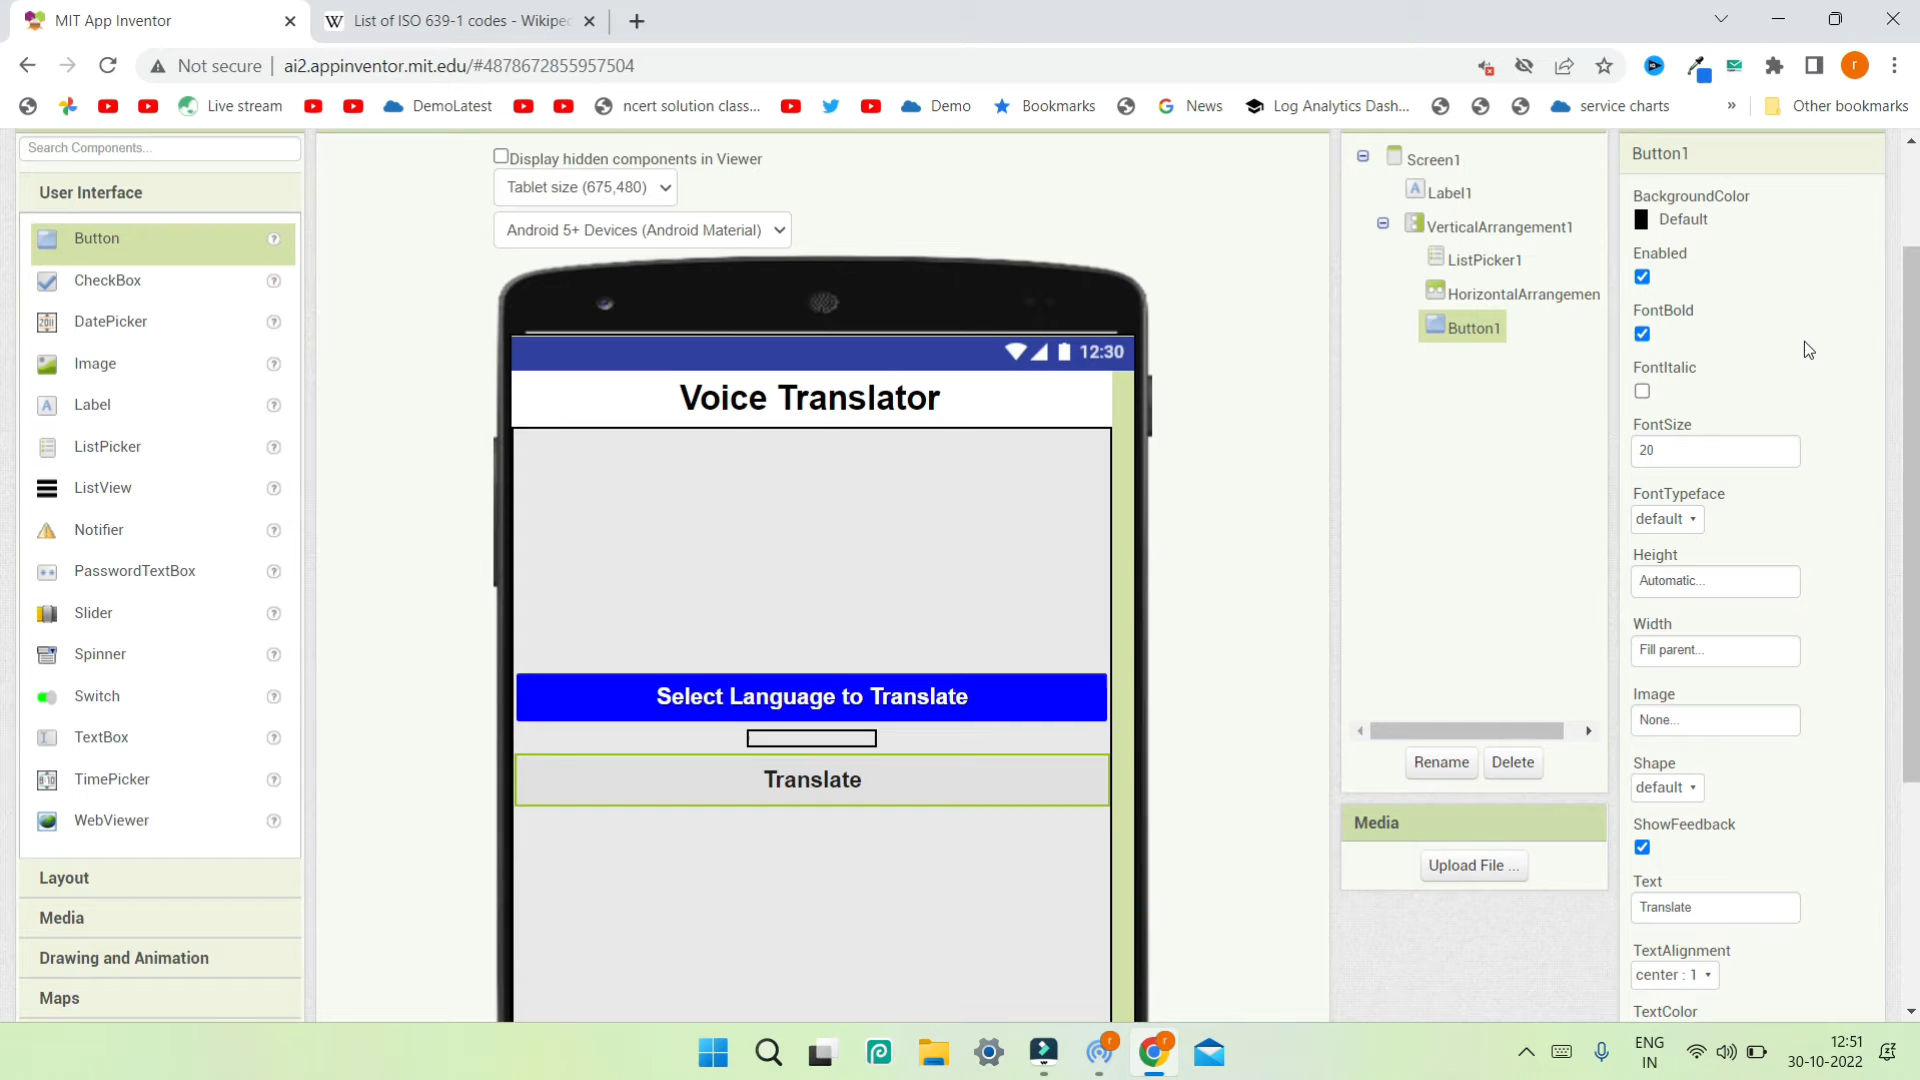 MIT App Inventor
List of ISO 639-1 codes - Wikipe
Not secure
ai2.appinventor.mit.edu/#4878672855957504
Live stream
DemoLatest
ncert solution class...
Demo
Bookmarks
News
Log Analytics Dash...
service charts
»
Other bookmarks
Search Components...
User Interface
Button
CheckBox
DatePicker
Image
Label
ListPicker
ListView
Notifier
PasswordTextBox
Slider
Spinner
Switch
TextBox
TimePicker
WebViewer
Layout
Media
Drawing and Animation
Maps
Display hidden components in Viewer
Tablet size (675,480)
Android 5+ Devices (Android Material)
12:30
Voice Translator
Select Language to Translate
Translate
Screen1
Label1
VerticalArrangement1
ListPicker1
HorizontalArrangemen
Button1
Rename Delete
Media
Upload File ...
Button1
BackgroundColor
Default
Enabled
FontBold
FontItalic
FontSize
20
FontTypeface
default
Height
Automatic...
Width
Fill parent...
Image
None...
Shape
default
ShowFeedback
Text
Translate
TextAlignment
center : 1
TextColor
ENG
IN
12:51
30-10-2022